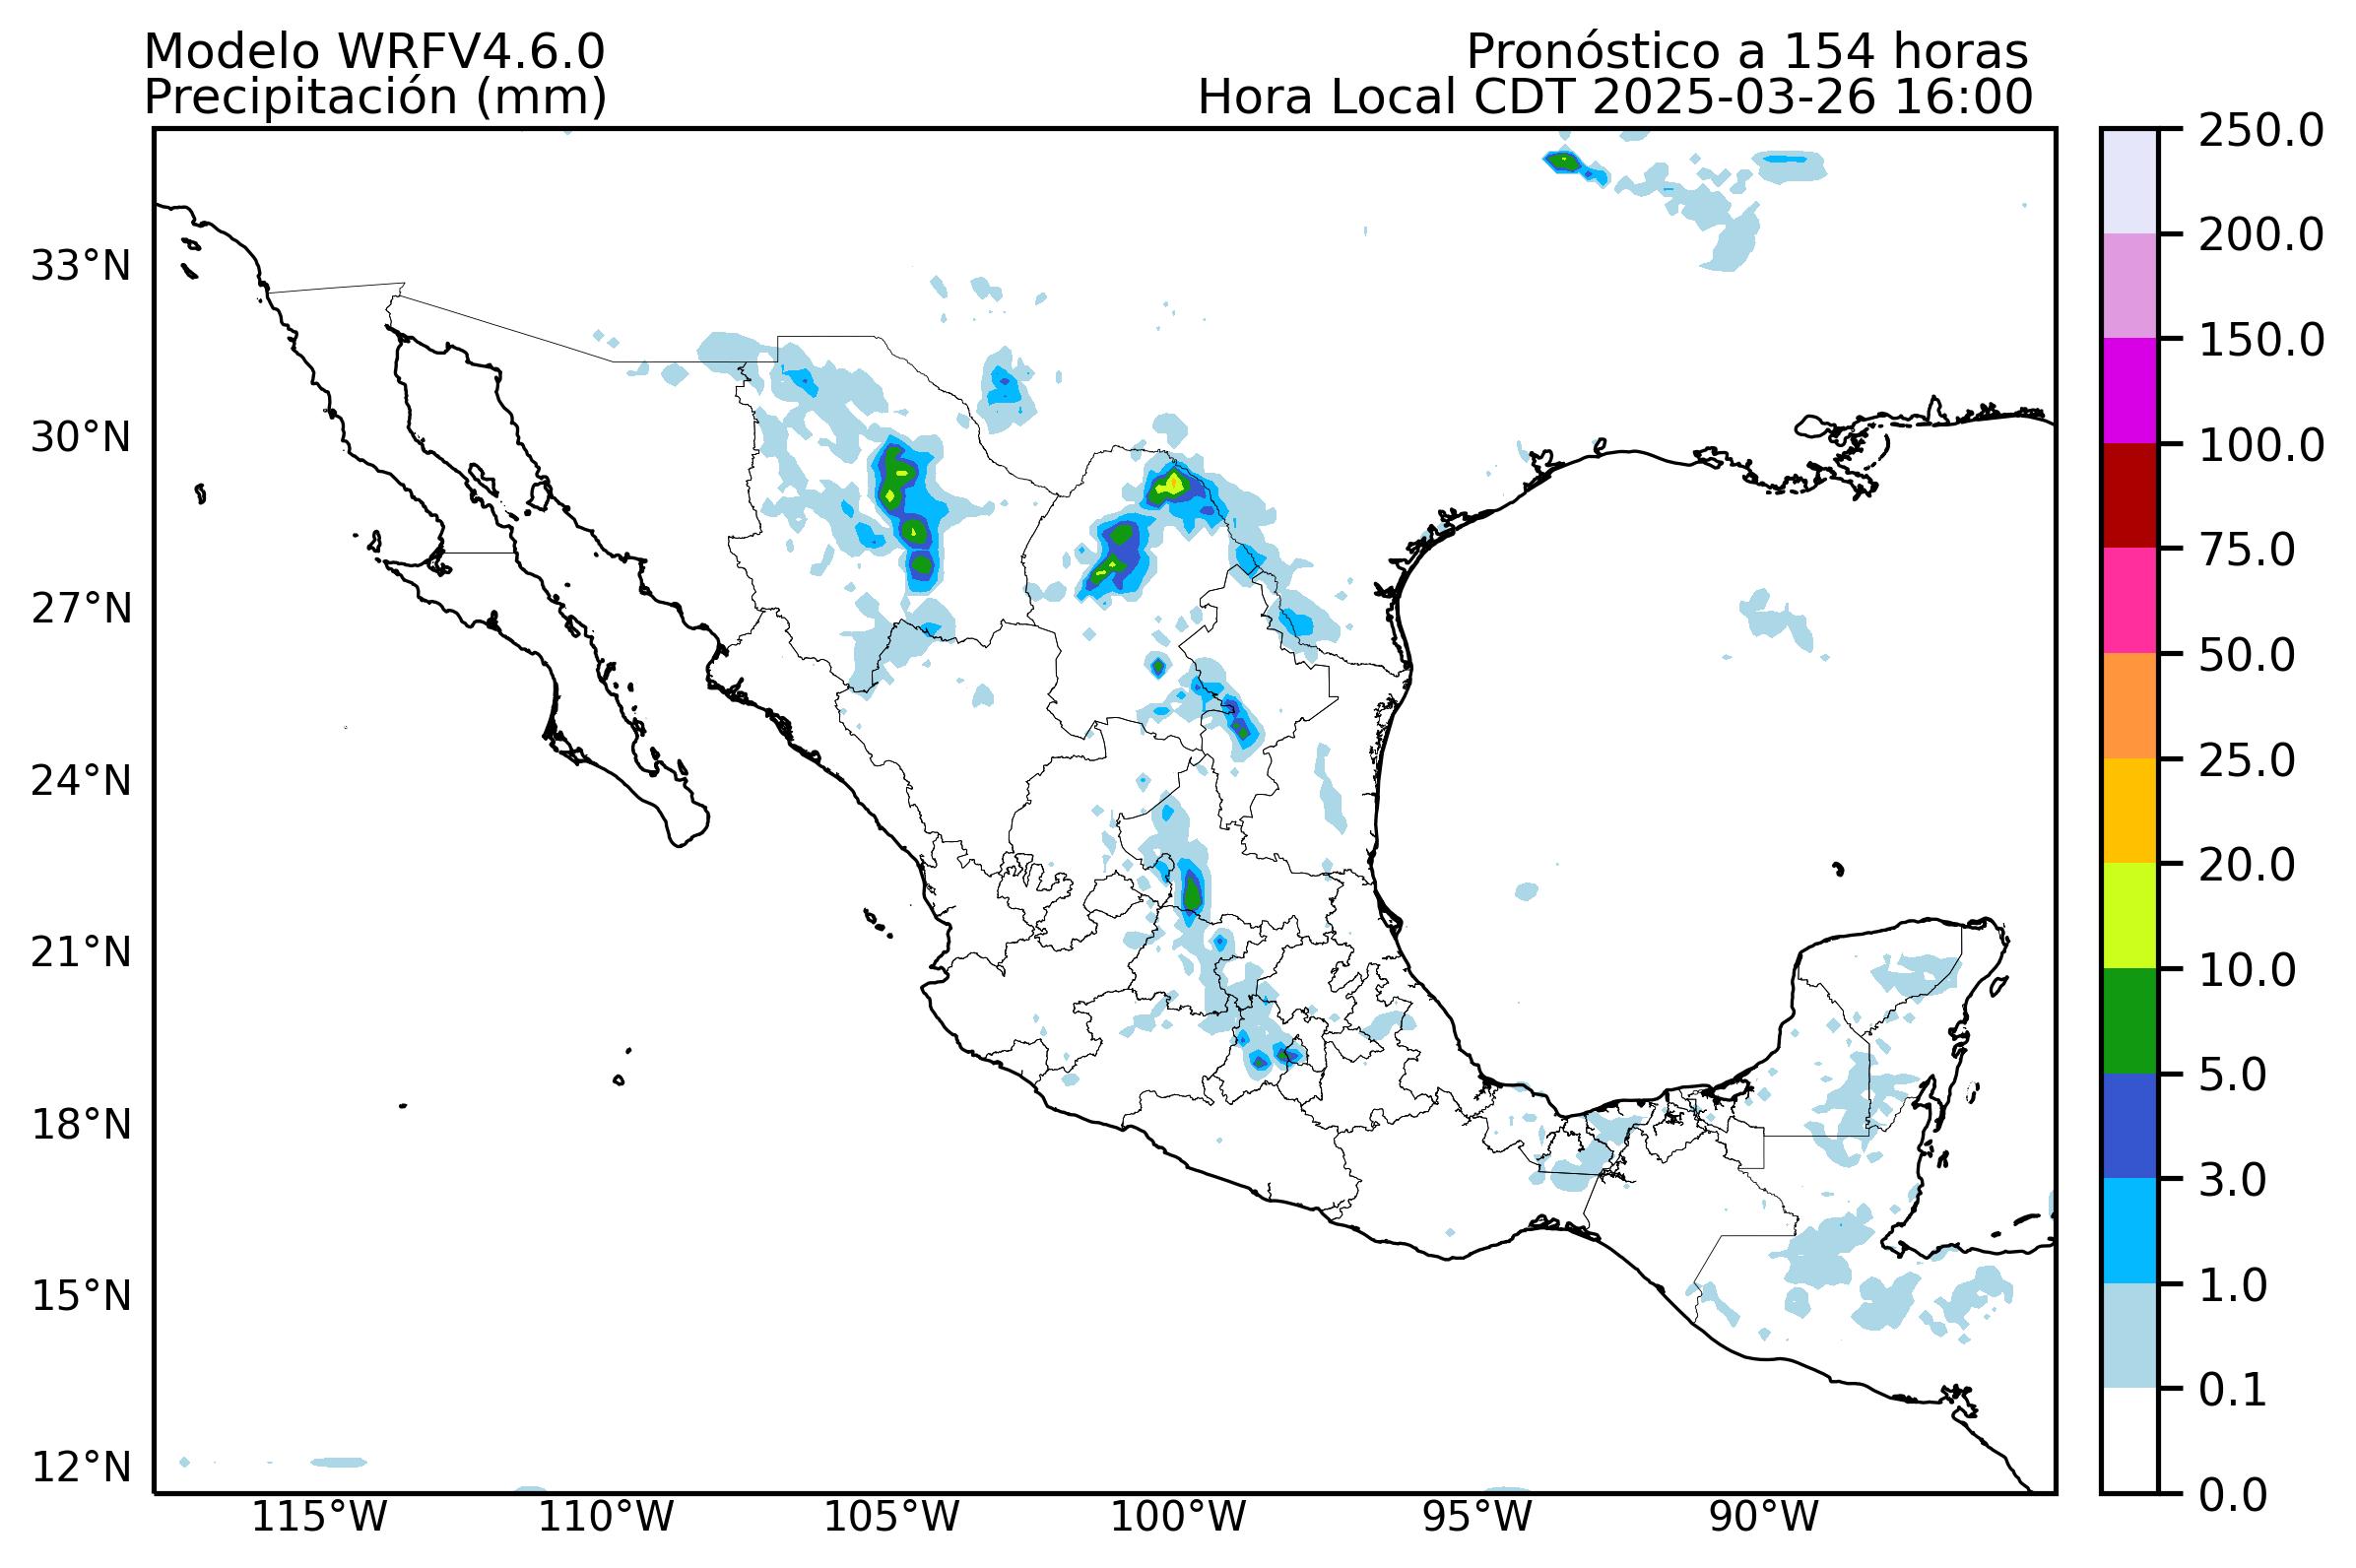 Modelo WRFV4.6.0
Pronóstico a 154 horas
Precipitación (mm)
Hora Local CDT 2025-03-26 16:00
33°N
30°N
27°N
24°N
21°N
18°N
15°N
12°N
115°W
110°W
105°W
100°W
95°W
90°W
250.0
200.0
150.0
100.0
75.0
50.0
25.0
20.0
10.0
5.0
3.0
1.0
0.1
0.0